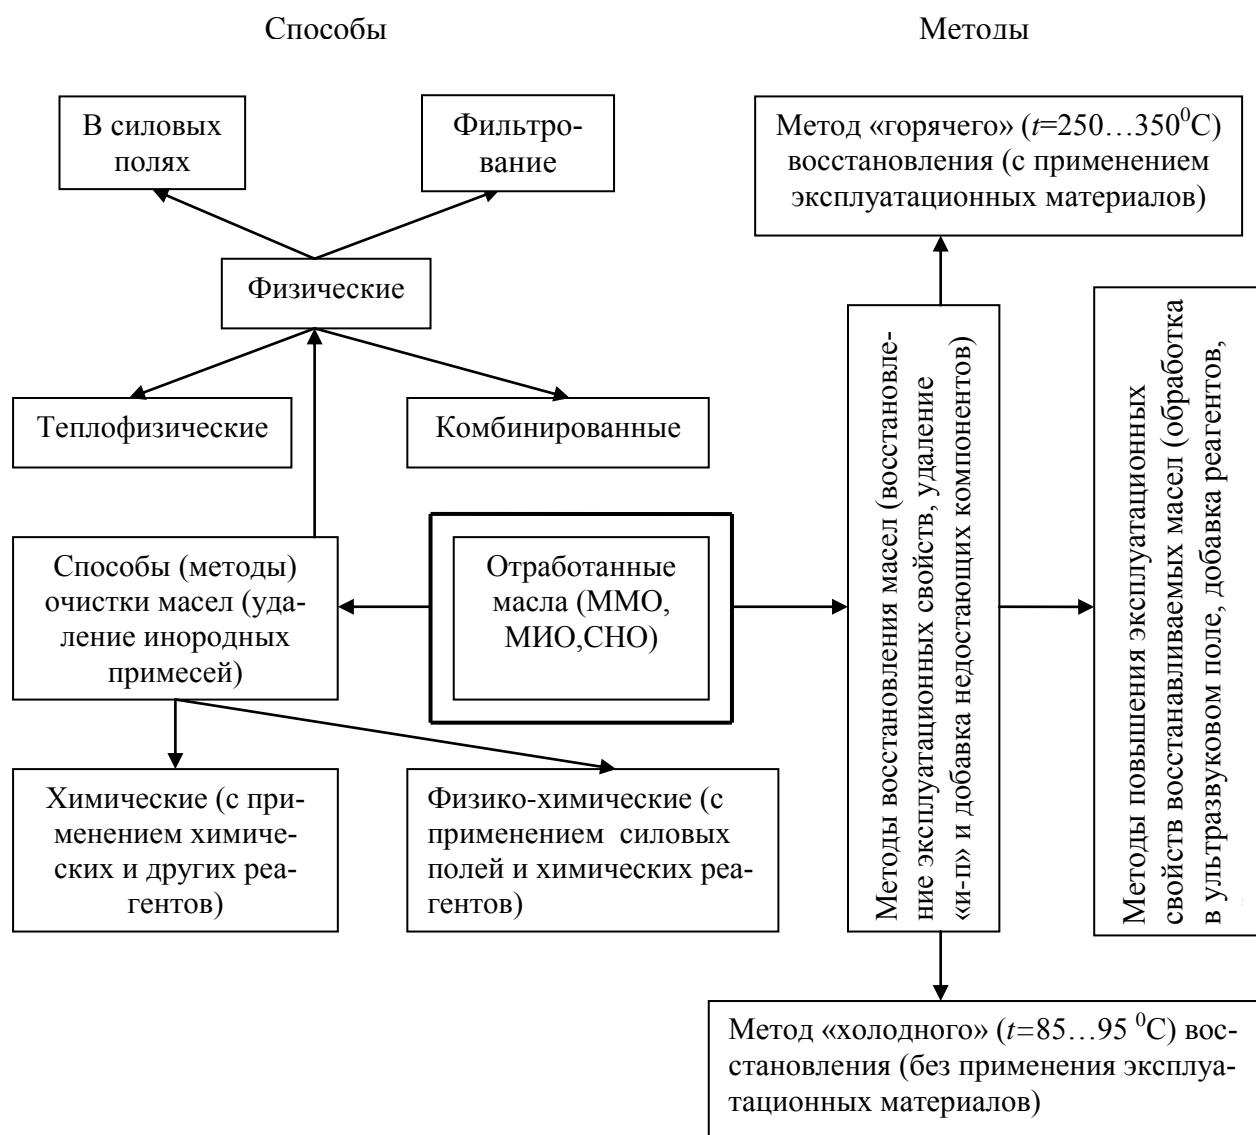 Способы
Методы
В силовых
полях
Фильтро-
вание
Метод «горячего» (t=250…350⁰С)
восстановления (с применением
эксплуатационных материалов)
Физические
Теплофизические
Комбинированные
Способы (методы)
очистки масел (уда-
ление инородных
примесей)
Отработанные
масла (ММО,
МИО,СНО)
Методы восстановления масел (восстановле-
ние эксплуатационных свойств, удаление
«и-п» и добавка недостающих компонентов)
Методы повышения эксплуатационных
свойств восстанавливаемых масел (обработка
в ультразвуковом поле, добавка реагентов,
Химические (с при-
менением химиче-
ских и других реа-
гентов)
Физико-химические (с
применением силовых
полей и химических реа-
гентов)
Метод «холодного» (t=85…95 ⁰С) вос-
становления (без применения эксплуа-
тационных материалов)